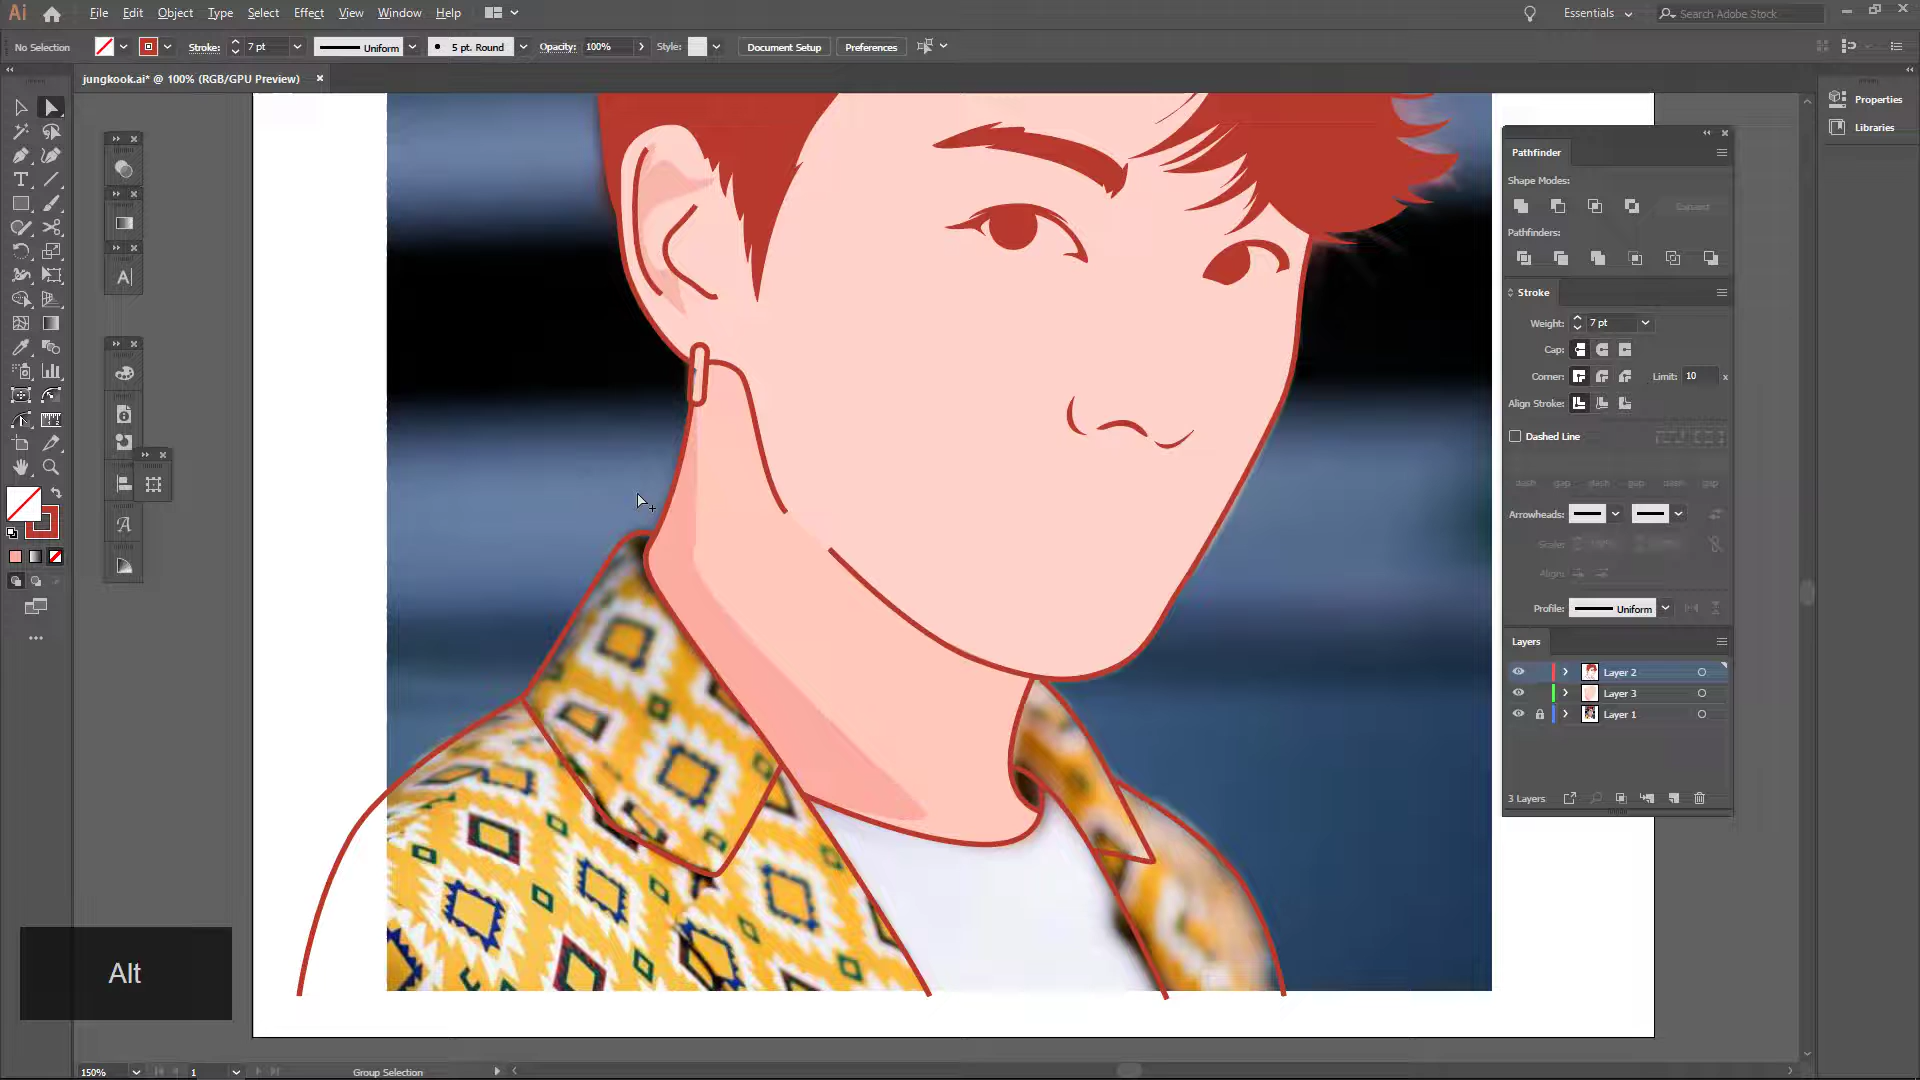 Ai File Edit Object Type Select Effect View Window Help Essentials Search Adobe Stock
No Selection Stroke: 7 pt Uniform 5 pt. Round Opacity: 100% Style: Document Setup Preferences
jungkook.ai* @ 100% (RGB/GPU Preview) ×
Properties
Libraries
Pathfinder
Shape Modes:
Expand
Pathfinders:
Stroke
Weight: 7 pt
Cap:
Corner: Limit: 10 x
Align Stroke:
Dashed Line
dash gap dash gap dash gap
Arrowheads:
Scale: 100% 100%
Align:
Profile: Uniform
Layers
Layer 2
Layer 3
Layer 1
3 Layers
Alt
150% 1 Group Selection